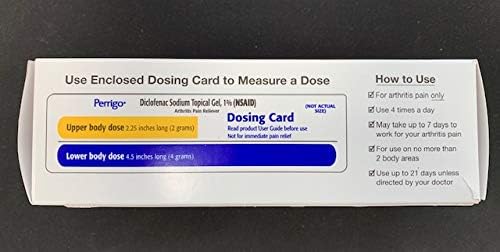 Use Enclosed Dosing Card to Measure a Dose
Perrigo® Diclofenac Sodium Topical Gel, 1% (NSAID)
Arthritis Pain Reliever
(NOT ACTUAL
SIZE)
Upper body dose 2.25 inches long (2 grams)
Dosing Card
Read product User Guide before use
Not for immediate pain relief
Lower body dose 4.5 inches long (4 grams)
How to Use
For arthritis pain only
Use 4 times a day
May take up to 7 days to
work for your arthritis pain
For use on no more than
2 body areas
Use up to 21 days unless
directed by your doctor